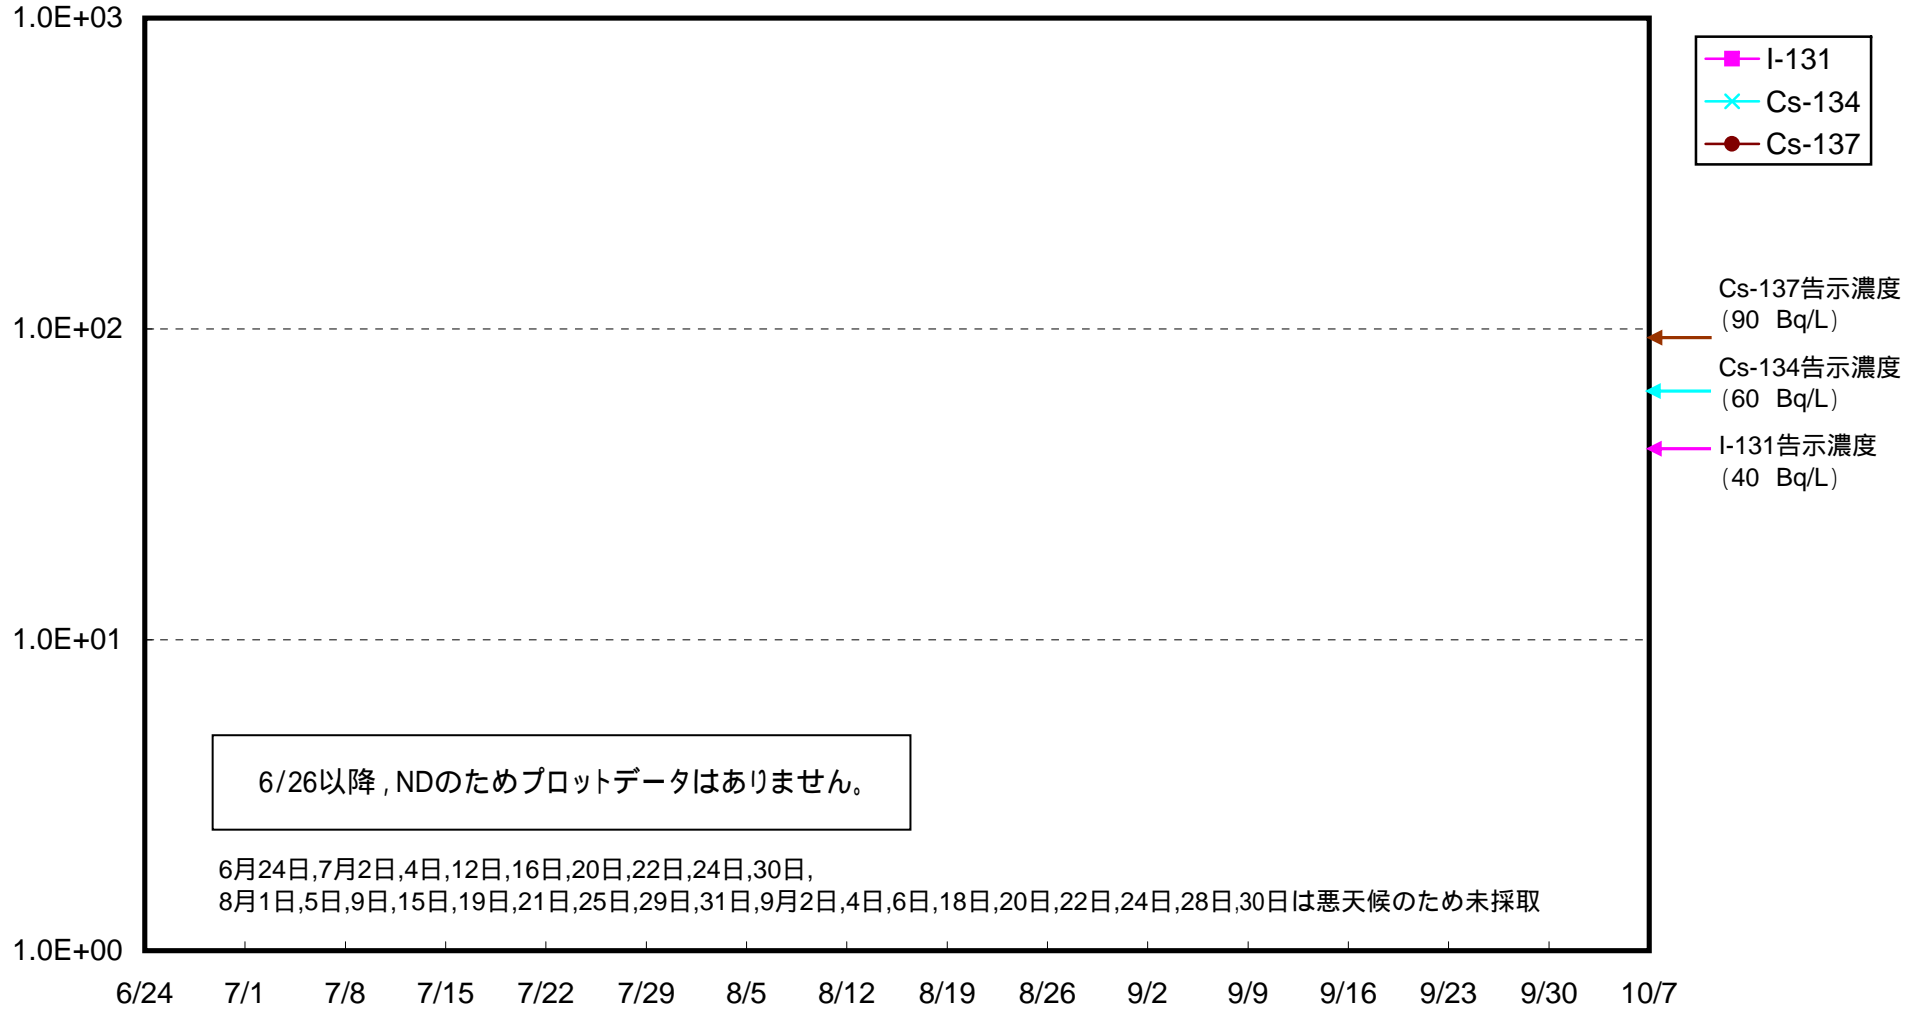 1.0E+03
1.0E+02
1.0E+01
1.0E+00
I-131
Cs-134
Cs-137
Cs-137告示濃度
(90 Bq/L)
Cs-134告示濃度
(60 Bq/L)
I-131告示濃度
(40 Bq/L)
6/26以降,NDのためプロットデータはありません。
6月24日,7月2日,4日,12日,16日,20日,22日,24日,30日,
8月1日,5日,9日,15日,19日,21日,25日,29日,31日,9月2日,4日,6日,18日,20日,22日,24日,28日,30日は悪天候のため未採取
6/24 7/1 7/8 7/15 7/22 7/29 8/5 8/12 8/19 8/26 9/2 9/9 9/16 9/23 9/30 10/7